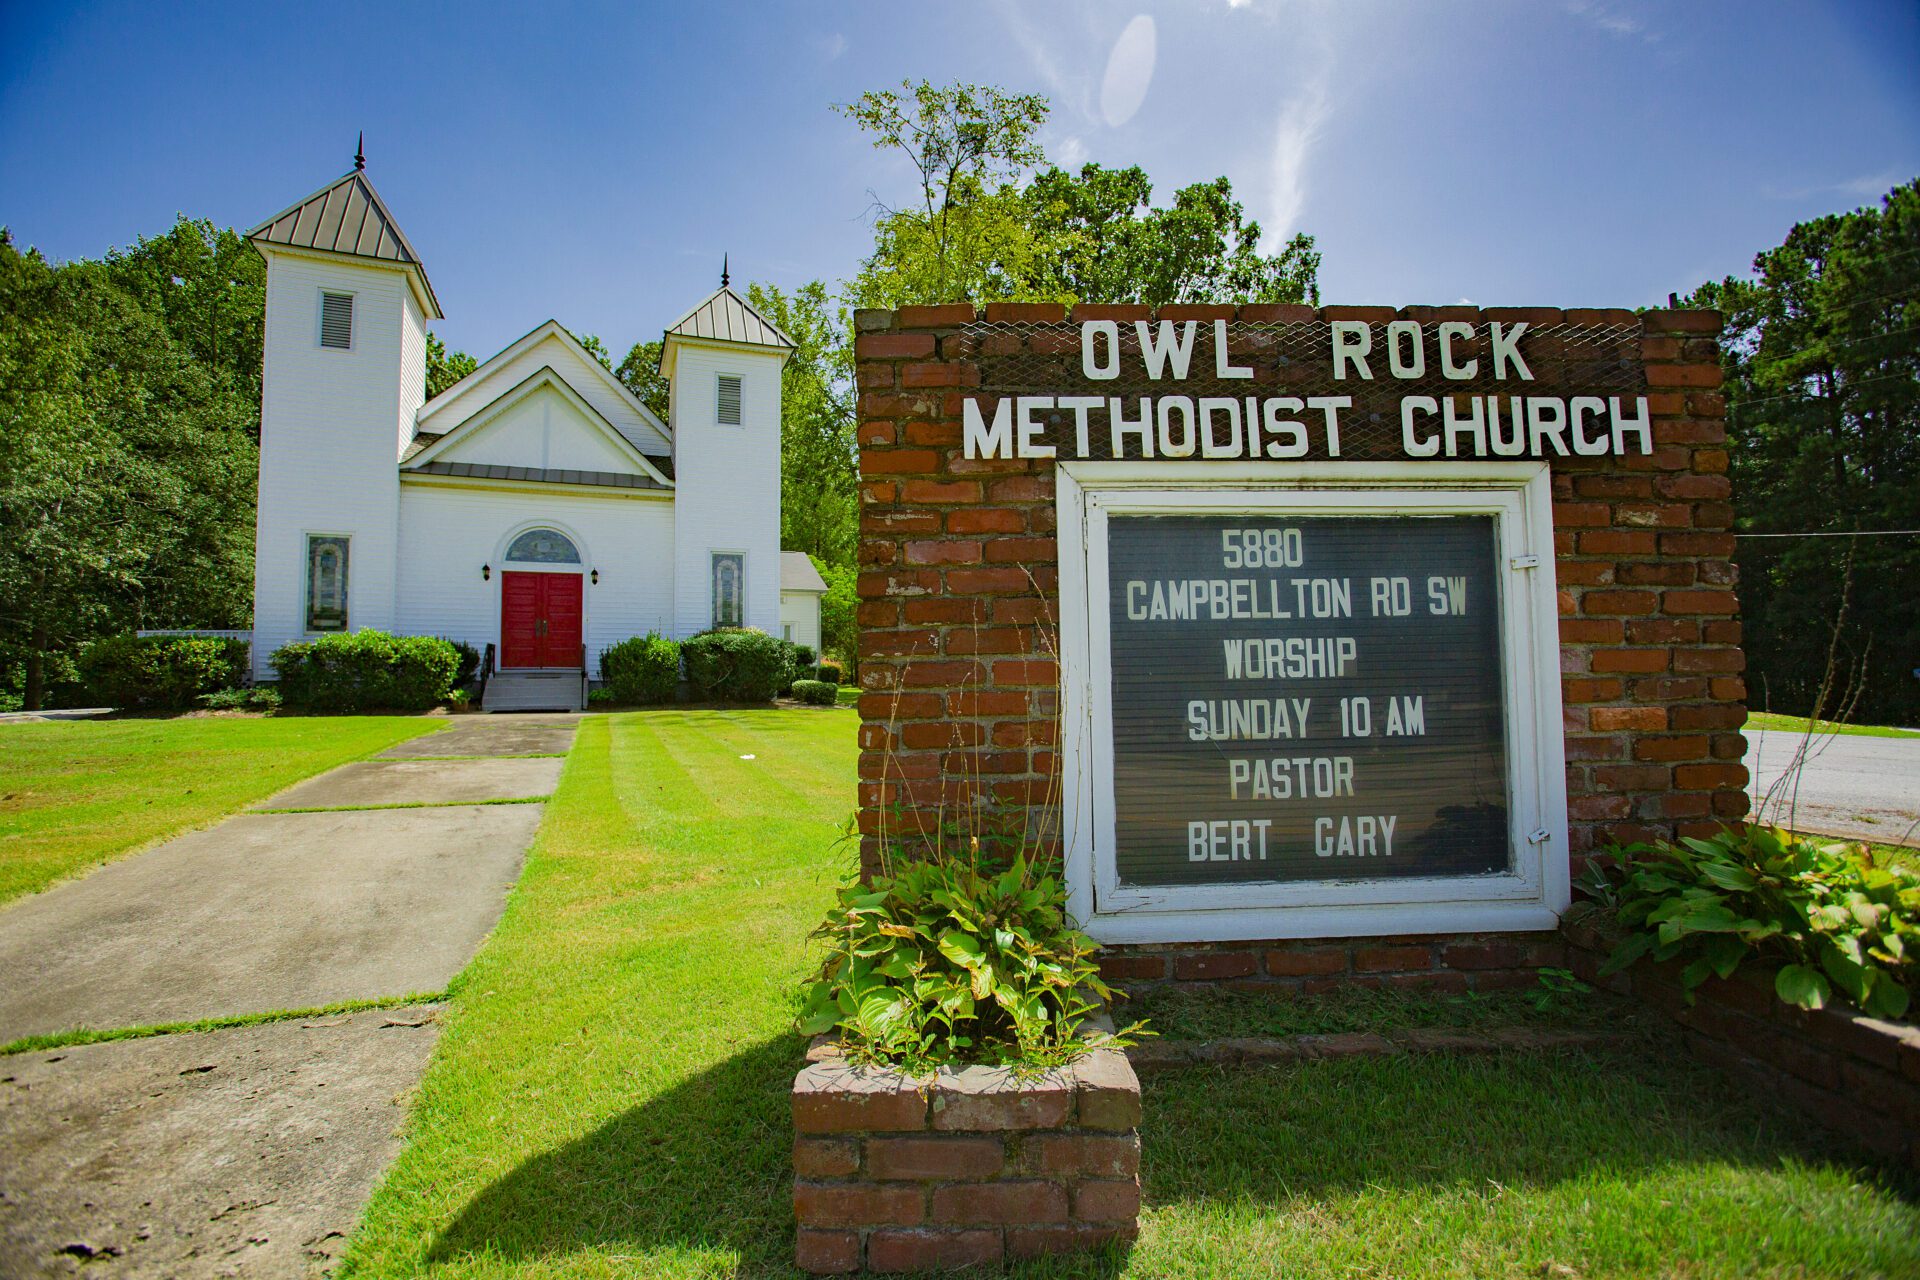 OWL ROCK
METHODIST CHURCH
5880
CAMPBELLTON RD SW
WORSHIP
SUNDAY 10 AM
PASTOR
BERT GARY